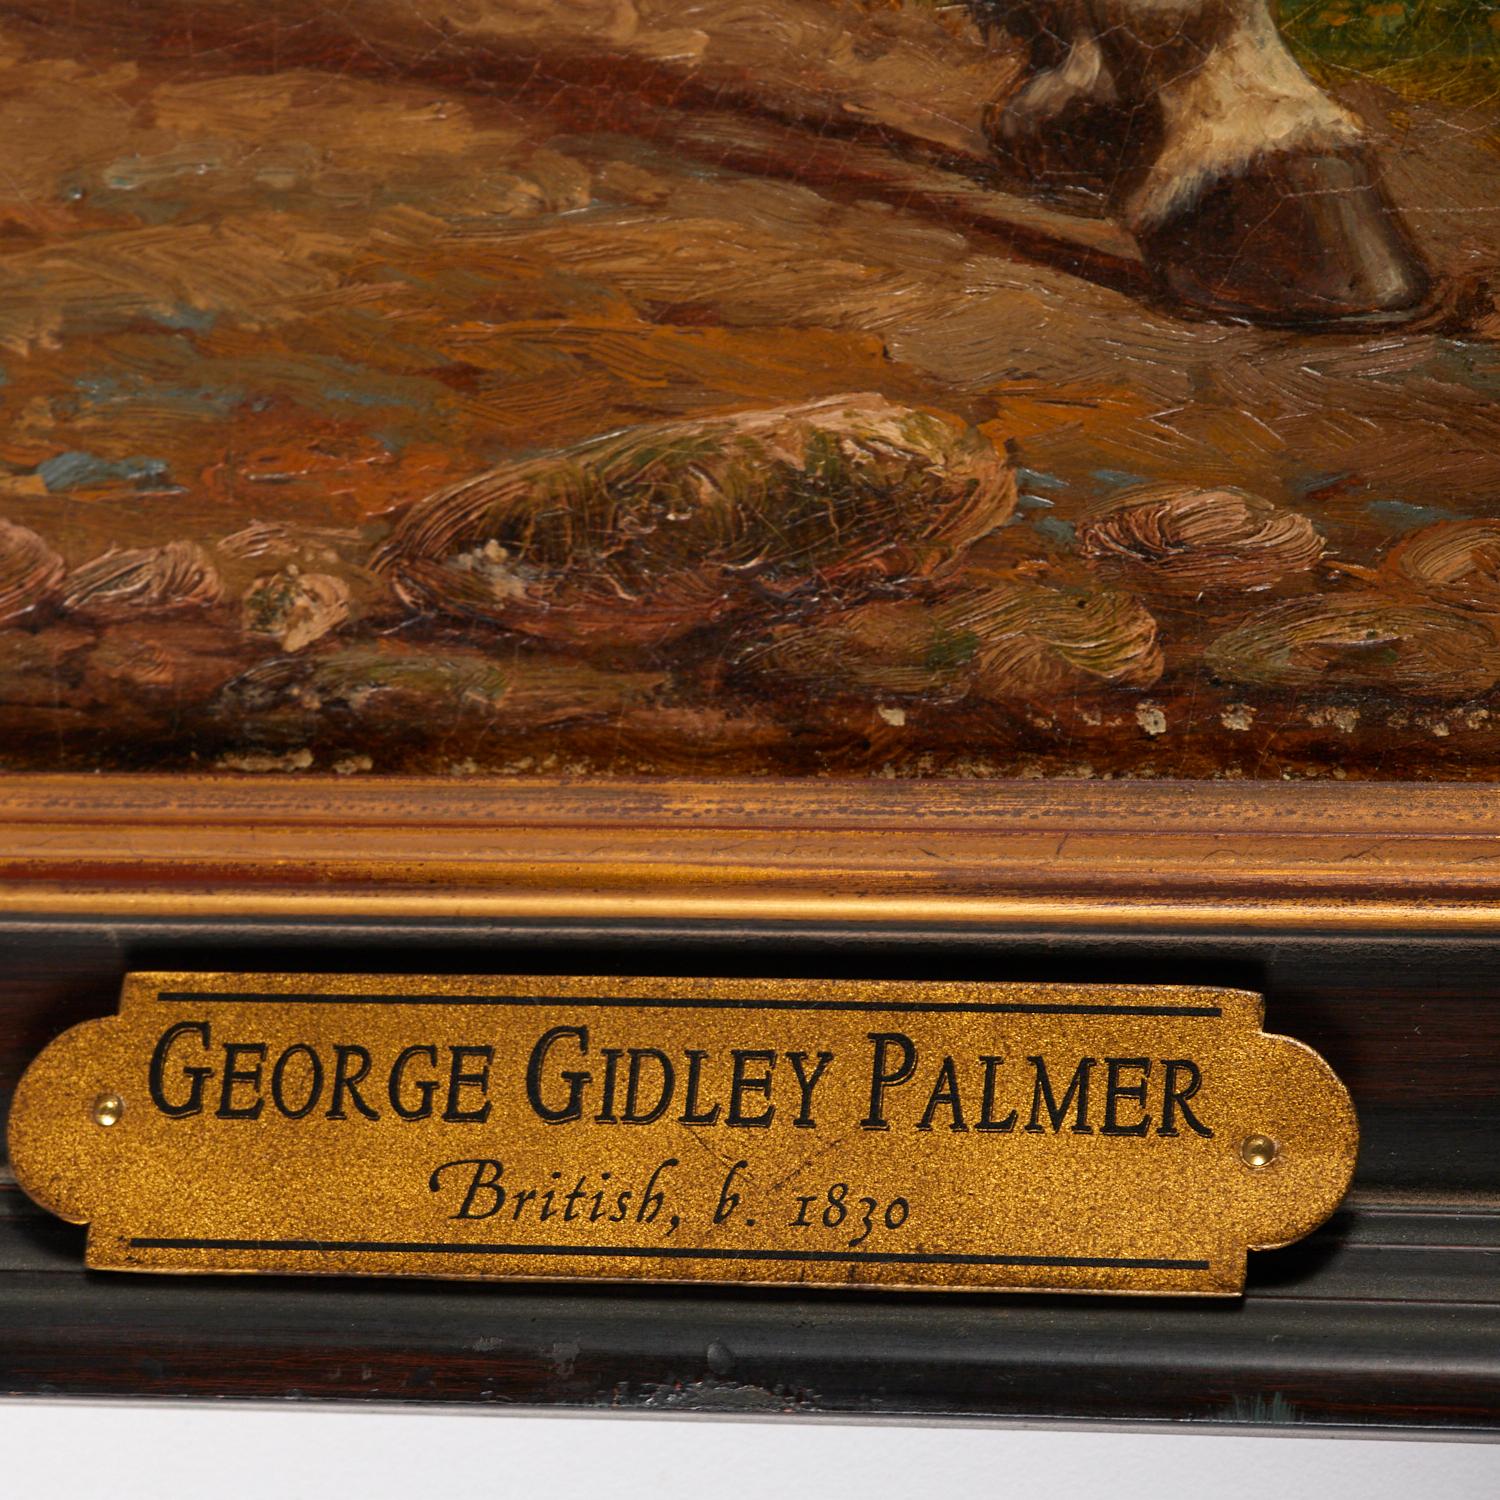 GEORGE GIDLEY PALMER
British, b. 1830